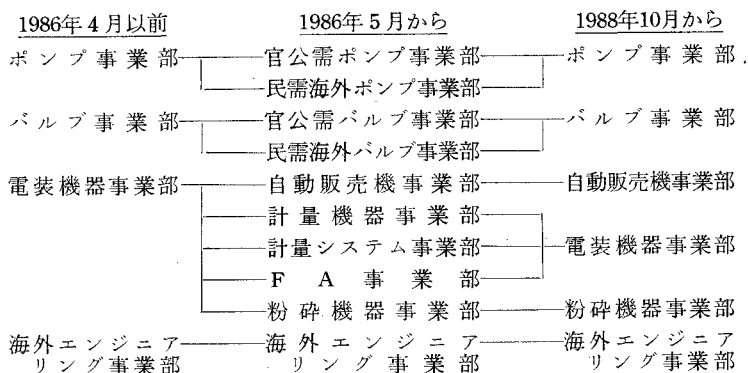 1986年4月以前 1986年5月から 1988年10月から
ポンプ事業部 官公需ポンプ事業部 ポンプ事業部
民需海外ポンプ事業部
バルブ事業部 官公需バルブ事業部 バルブ事業部
民需海外バルブ事業部
電装機器事業部 自動販売機事業部 自動販売機事業部
計量機器事業部
計量システム事業部 電装機器事業部
FA事業部
粉砕機器事業部 粉砕機器事業部
海外エンジニア 海外エンジニア 海外エンジニア
リング事業部 リング事業部 リング事業部